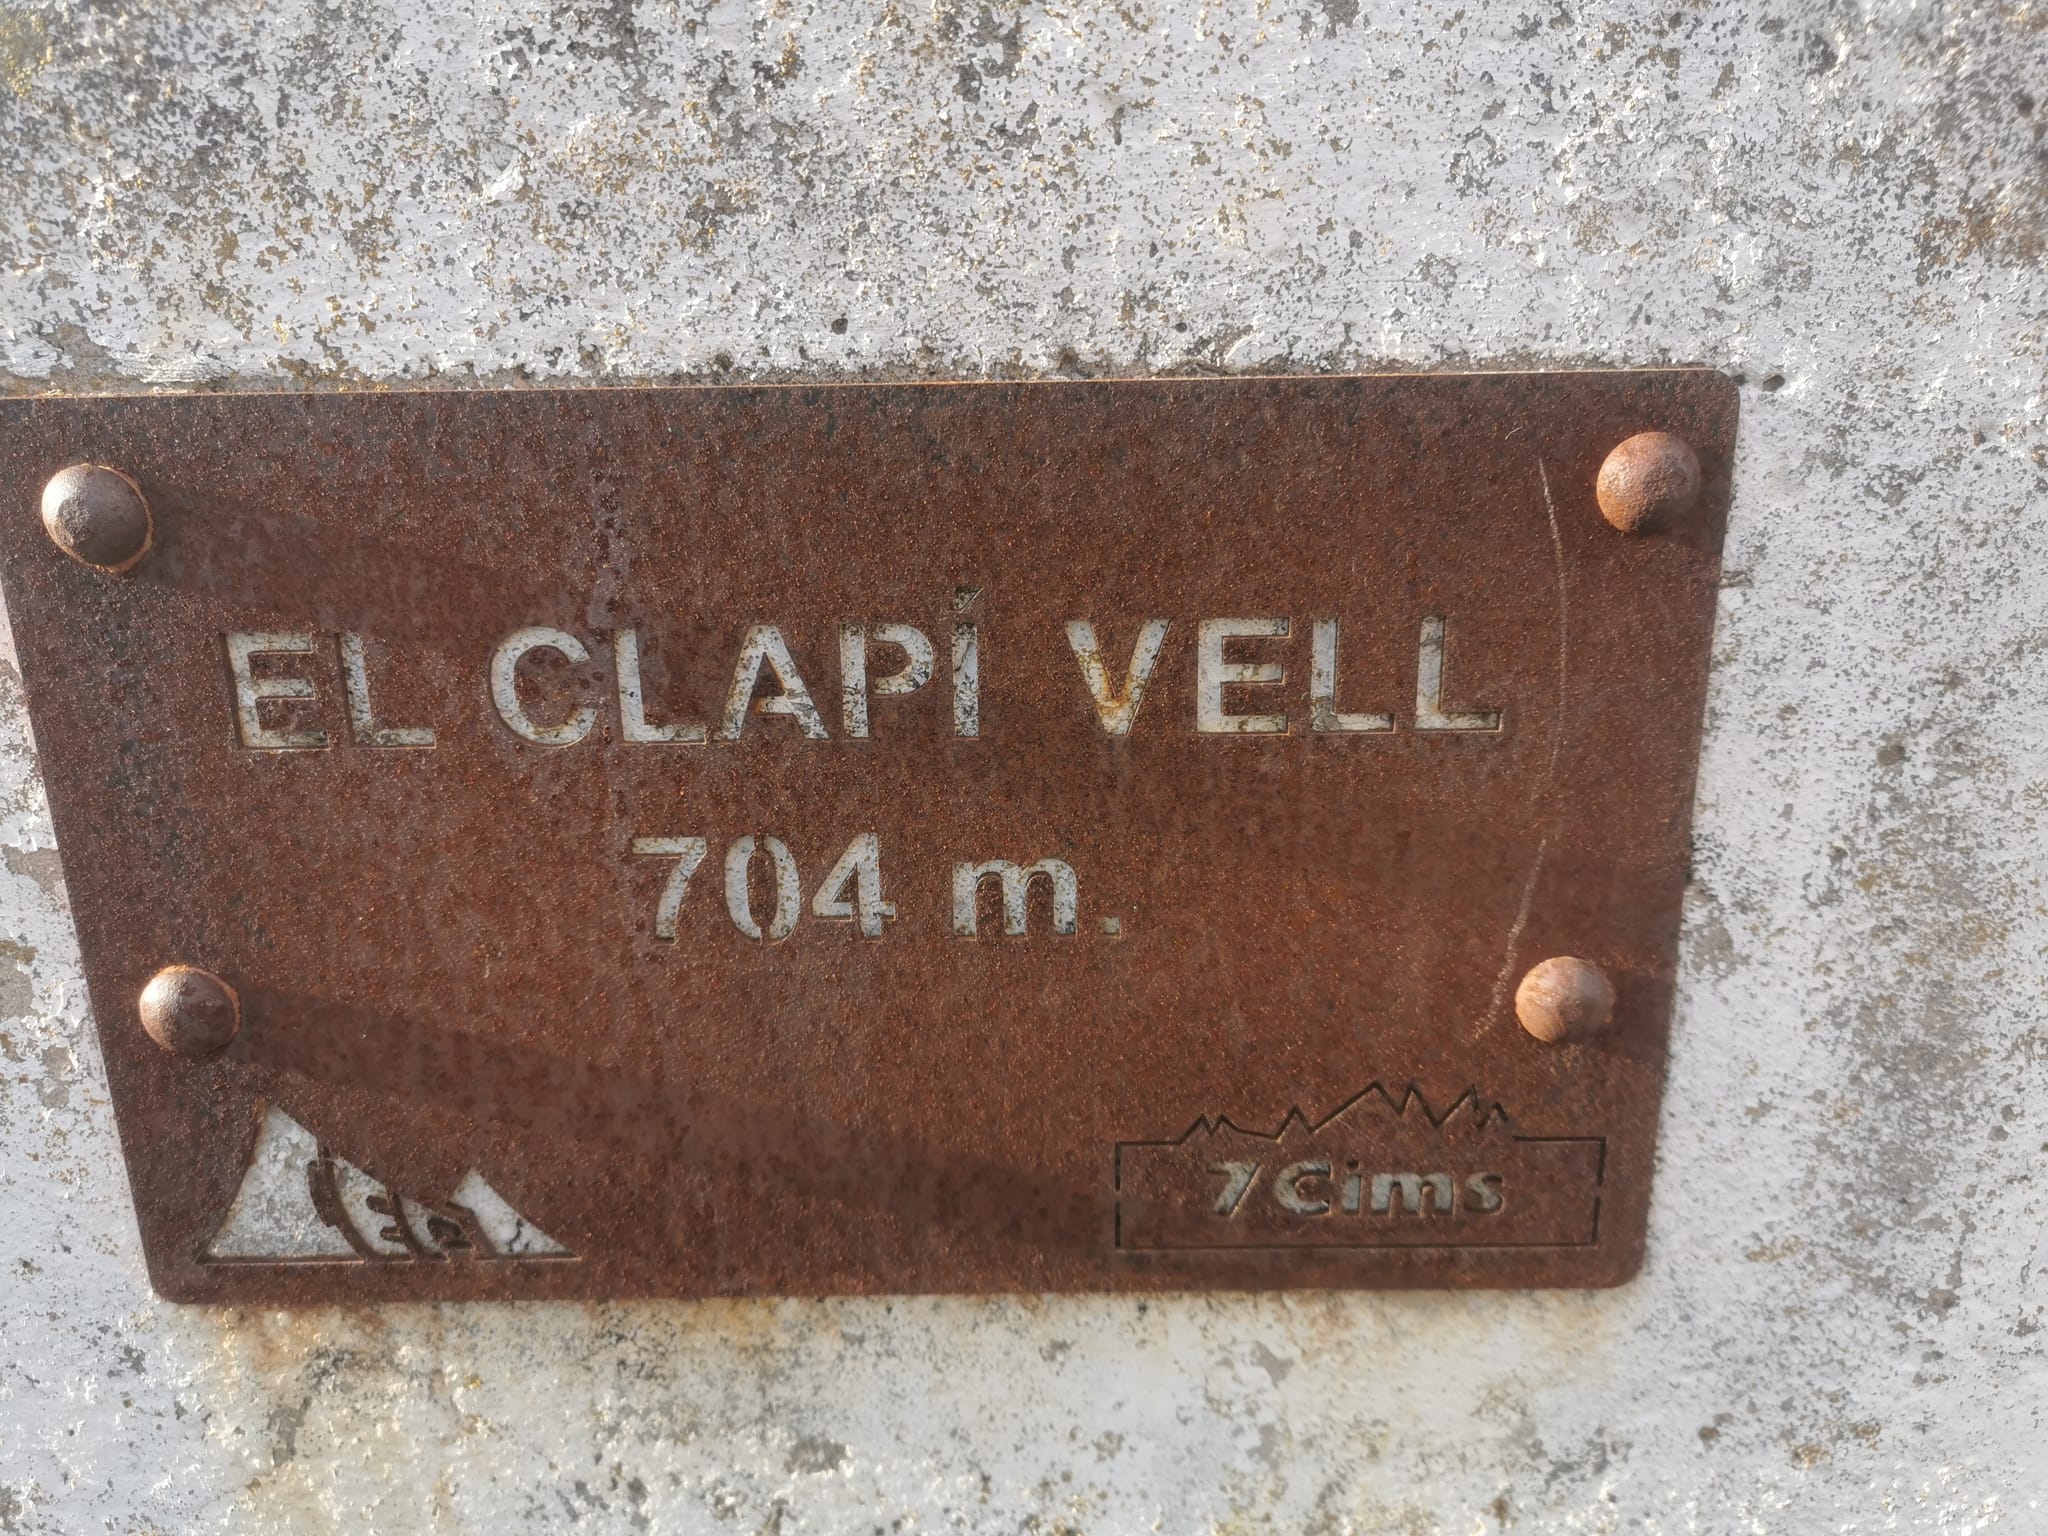 EL CLAPÍ VELL
704 m.
7Cims